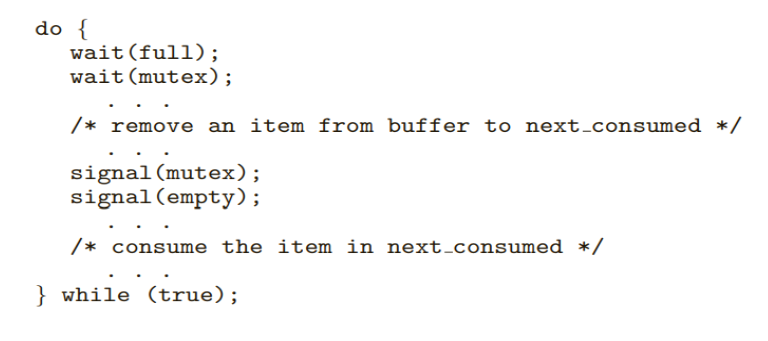 do {
wait(full);
wait(mutex);
. . .
/* remove an item from buffer to next_consumed */
. . .
signal(mutex);
signal(empty);
. . .
/* consume the item in next_consumed */
. . .
} while (true);